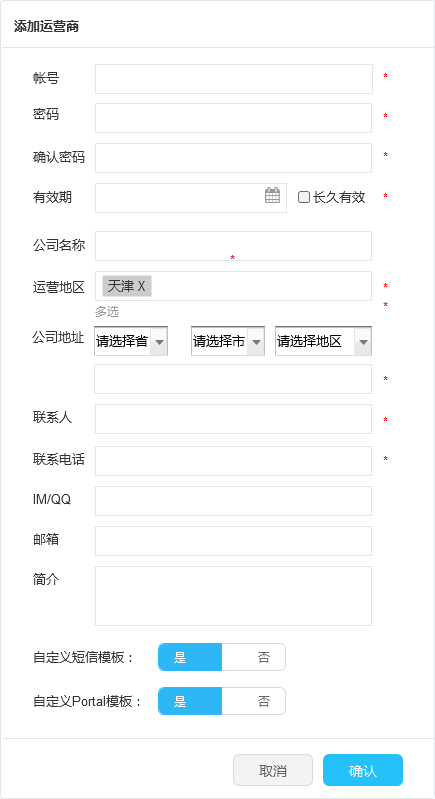 添加运营商
帐号 *
密码 *
确认密码 *
有效期 长久有效 *
公司名称 *
运营地区 天津 X *
多选 *
公司地址 请选择省 请选择市 请选择地区
*
联系人 *
联系电话 *
IM/QQ
邮箱
简介
自定义短信模板： 是 否
自定义Portal模板： 是 否
取消 确认